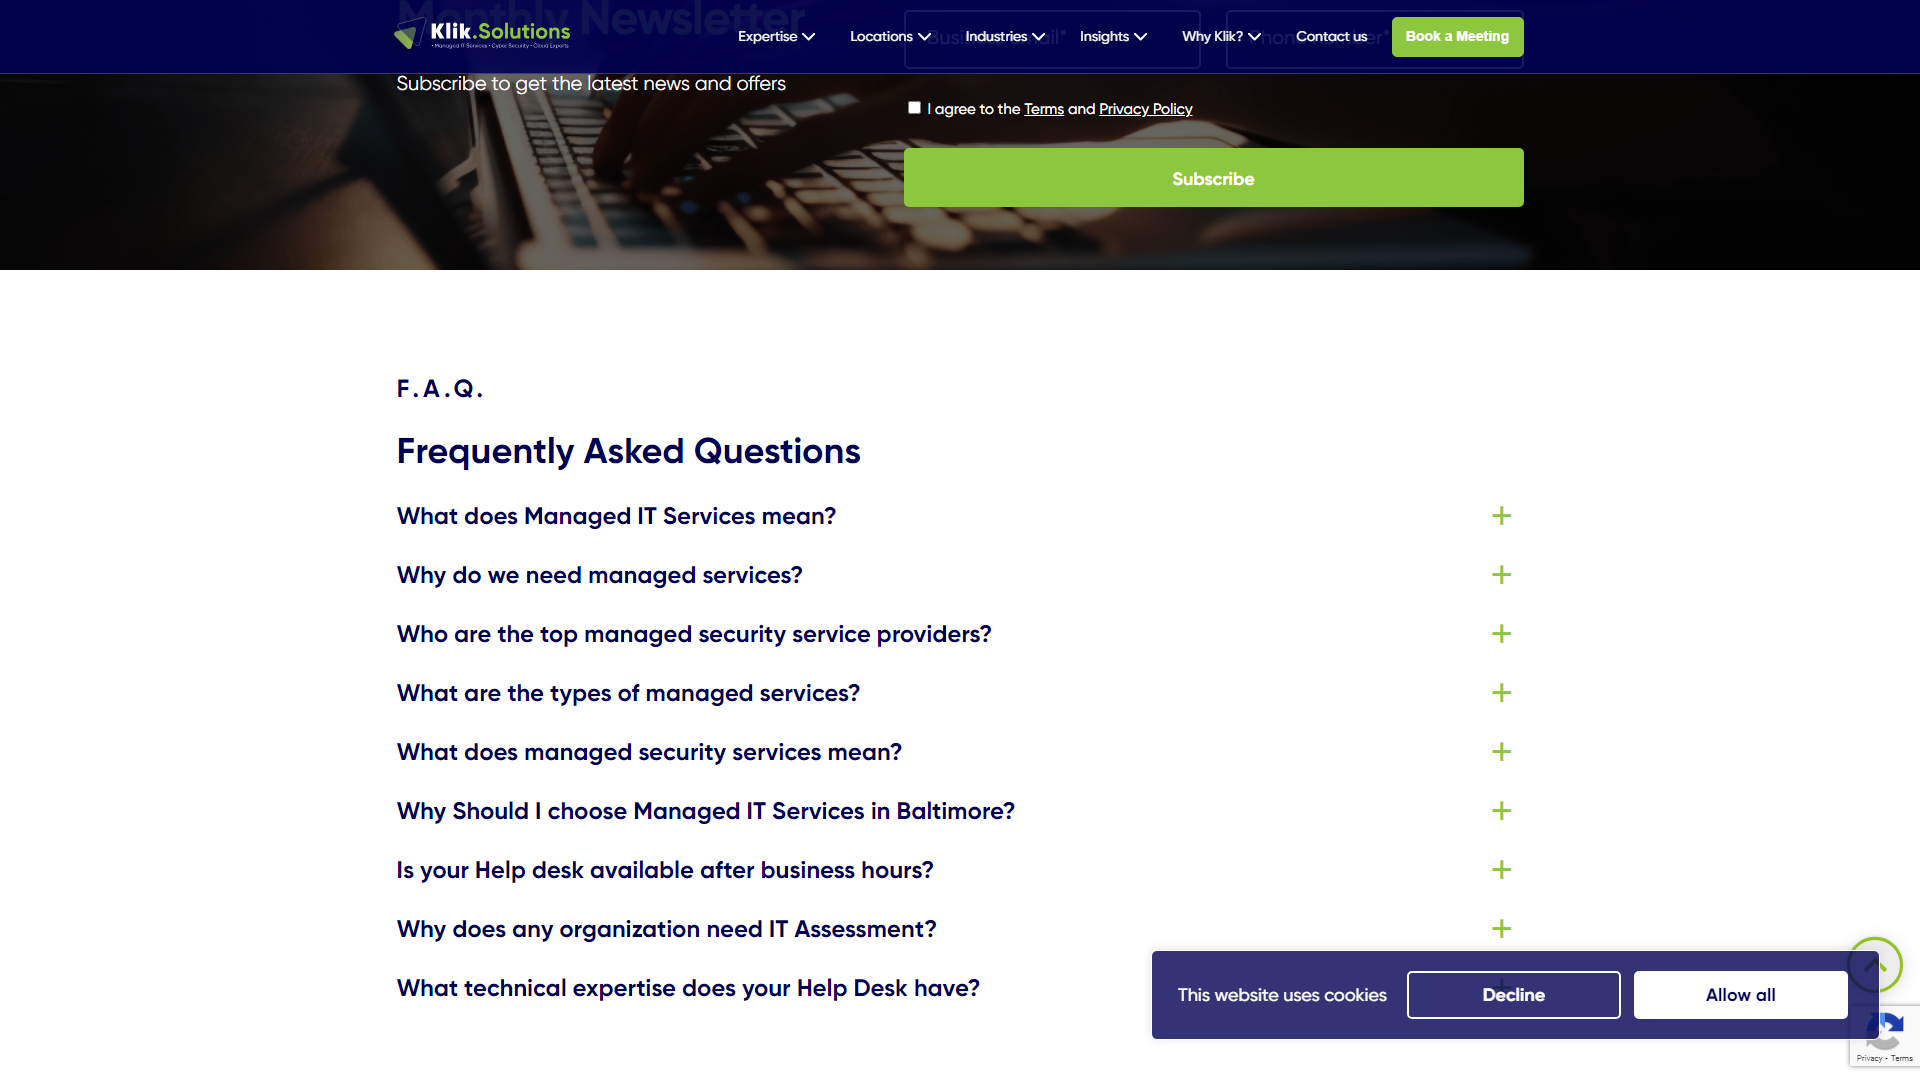 Monthly Newsletter
Klik.Solutions
• Managed IT Services • Cyber Security • Cloud Experts
Expertise
Locations
Industries
Insights
Why Klik?
Contact us
Book a Meeting
Subscribe to get the latest news and offers
I agree to the Terms and Privacy Policy
Subscribe
F.A.Q.
Frequently Asked Questions
What does Managed IT Services mean?
Why do we need managed services?
Who are the top managed security service providers?
What are the types of managed services?
What does managed security services mean?
Why Should I choose Managed IT Services in Baltimore?
Is your Help desk available after business hours?
Why does any organization need IT Assessment?
What technical expertise does your Help Desk have?
This website uses cookies
Decline
Allow all
Privacy - Terms